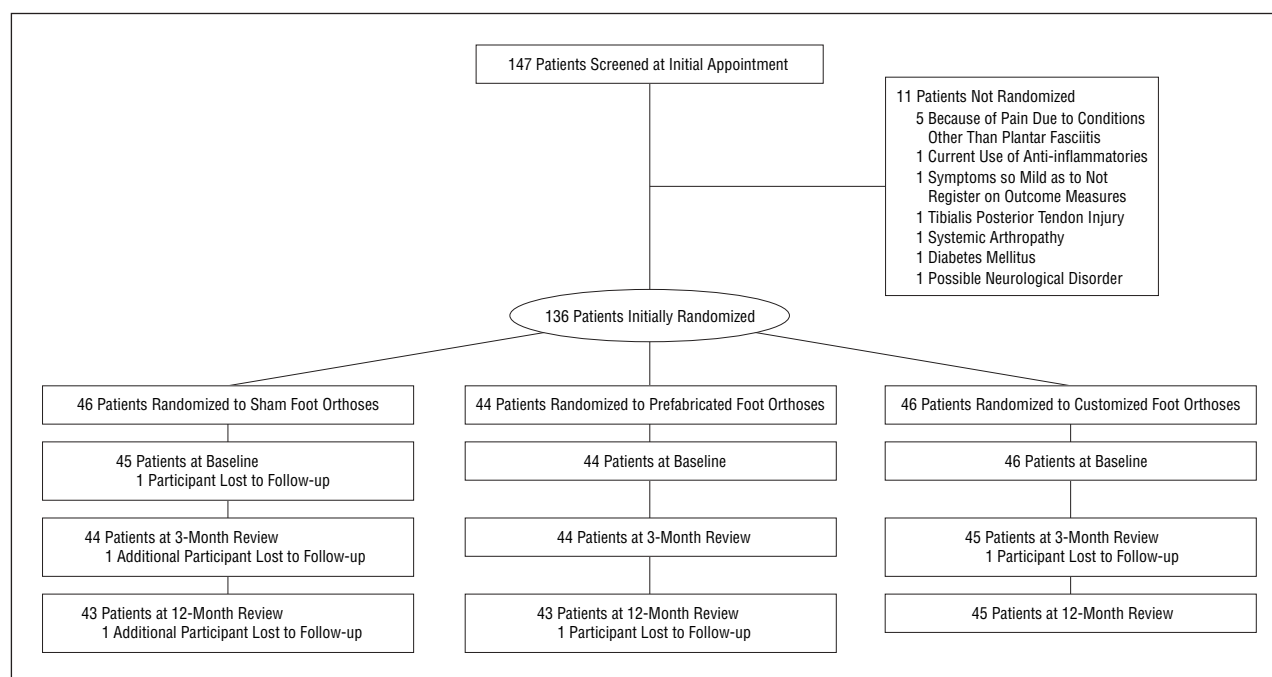 147 Patients Screened at Initial Appointment
11 Patients Not Randomized
5 Because of Pain Due to Conditions
Other Than Plantar Fasciitis
1 Current Use of Anti-inflammatories
1 Symptoms so Mild as to Not
Register on Outcome Measures
1 Tibialis Posterior Tendon Injury
1 Systemic Arthropathy
1 Diabetes Mellitus
1 Possible Neurological Disorder
136 Patients Initially Randomized
46 Patients Randomized to Sham Foot Orthoses
44 Patients Randomized to Prefabricated Foot Orthoses
46 Patients Randomized to Customized Foot Orthoses
45 Patients at Baseline
1 Participant Lost to Follow-up
44 Patients at Baseline
46 Patients at Baseline
44 Patients at 3-Month Review
1 Additional Participant Lost to Follow-up
44 Patients at 3-Month Review
45 Patients at 3-Month Review
1 Participant Lost to Follow-up
43 Patients at 12-Month Review
1 Additional Participant Lost to Follow-up
43 Patients at 12-Month Review
1 Participant Lost to Follow-up
45 Patients at 12-Month Review